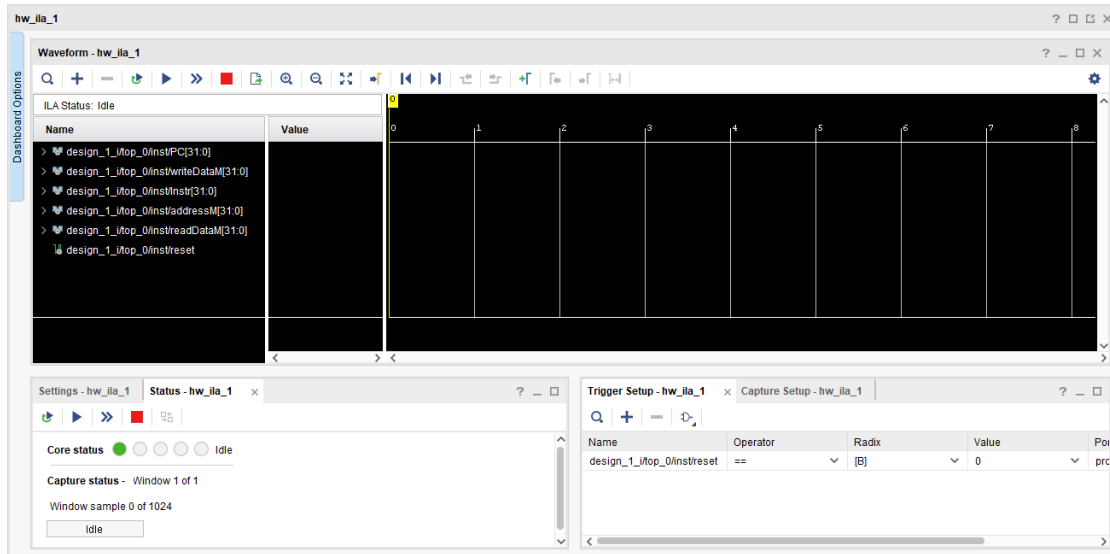 hw_ila_1
Dashboard Options
Waveform - hw_ila_1
ILA Status: Idle
Name Value
0
0 1 2 3 4 5 6 7 8
design_1_i/top_0/inst/PC[31:0]
design_1_i/top_0/inst/writeDataM[31:0]
design_1_i/top_0/inst/Instr[31:0]
design_1_i/top_0/inst/addressM[31:0]
design_1_i/top_0/inst/readDataM[31:0]
design_1_i/top_0/inst/reset
Settings - hw_ila_1 Status - hw_ila_1
Core status Idle
Capture status - Window 1 of 1
Window sample 0 of 1024
Idle
Trigger Setup - hw_ila_1 Capture Setup - hw_ila_1
Name Operator Radix Value Por
design_1_i/top_0/inst/reset == [B] 0 pro